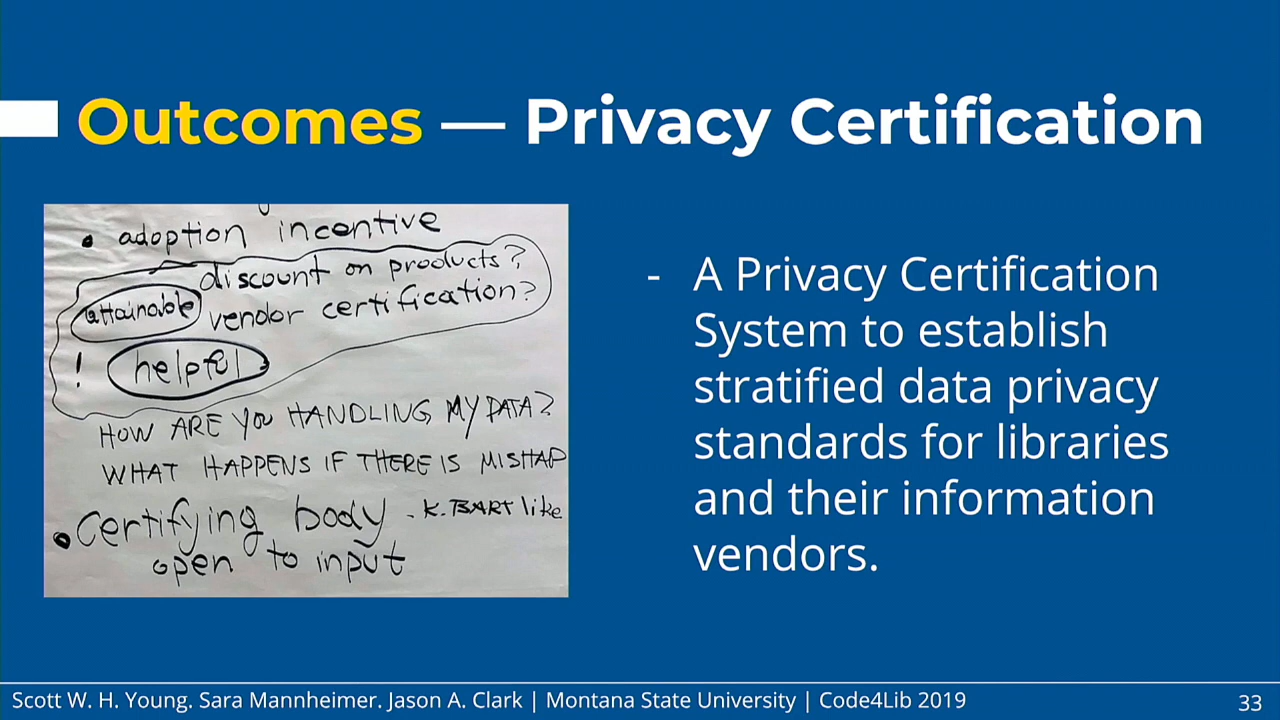 Outcomes — Privacy Certification
• adoption incentive
discount on products?
attainable vendor certification?
! helpful
HOW ARE YOU HANDLING MY DATA?
WHAT HAPPENS IF THERE IS MISHAP
• Certifying body - K.BART like
open to input
- A Privacy Certification
System to establish
stratified data privacy
standards for libraries
and their information
vendors.
Scott W. H. Young. Sara Mannheimer. Jason A. Clark | Montana State University | Code4Lib 2019
33